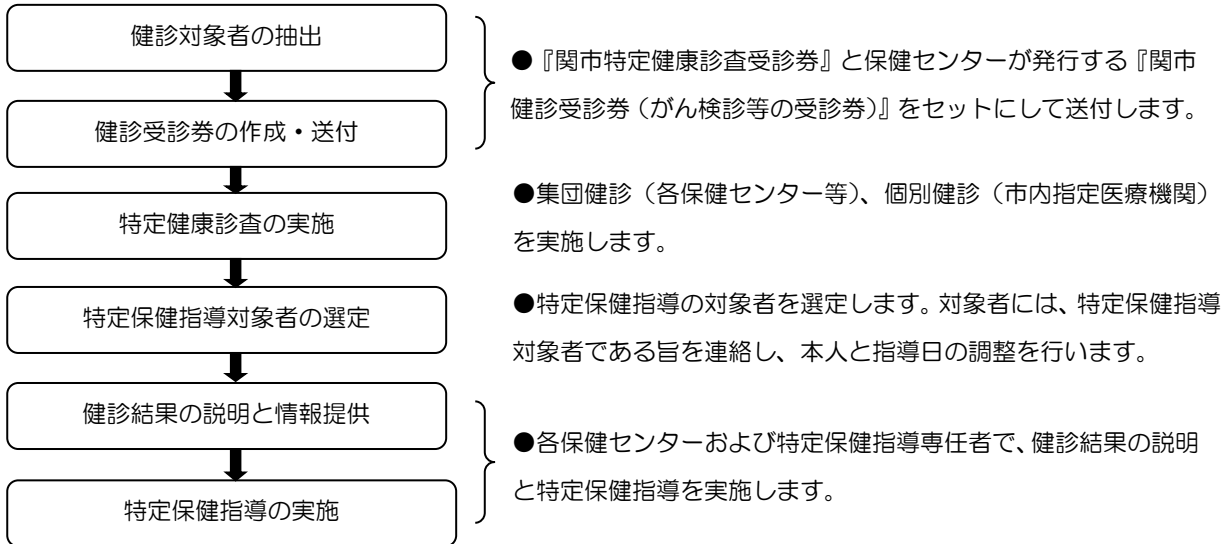 健診対象者の抽出
健診受診券の作成・送付
●『関市特定健康診査受診券』と保健センターが発行する『関市
健診受診券（がん検診等の受診券）』をセットにして送付します。
特定健康診査の実施
●集団健診（各保健センター等）、個別健診（市内指定医療機関）
を実施します。
特定保健指導対象者の選定
●特定保健指導の対象者を選定します。対象者には、特定保健指導
対象者である旨を連絡し、本人と指導日の調整を行います。
健診結果の説明と情報提供
特定保健指導の実施
●各保健センターおよび特定保健指導専任者で、健診結果の説明
と特定保健指導を実施します。